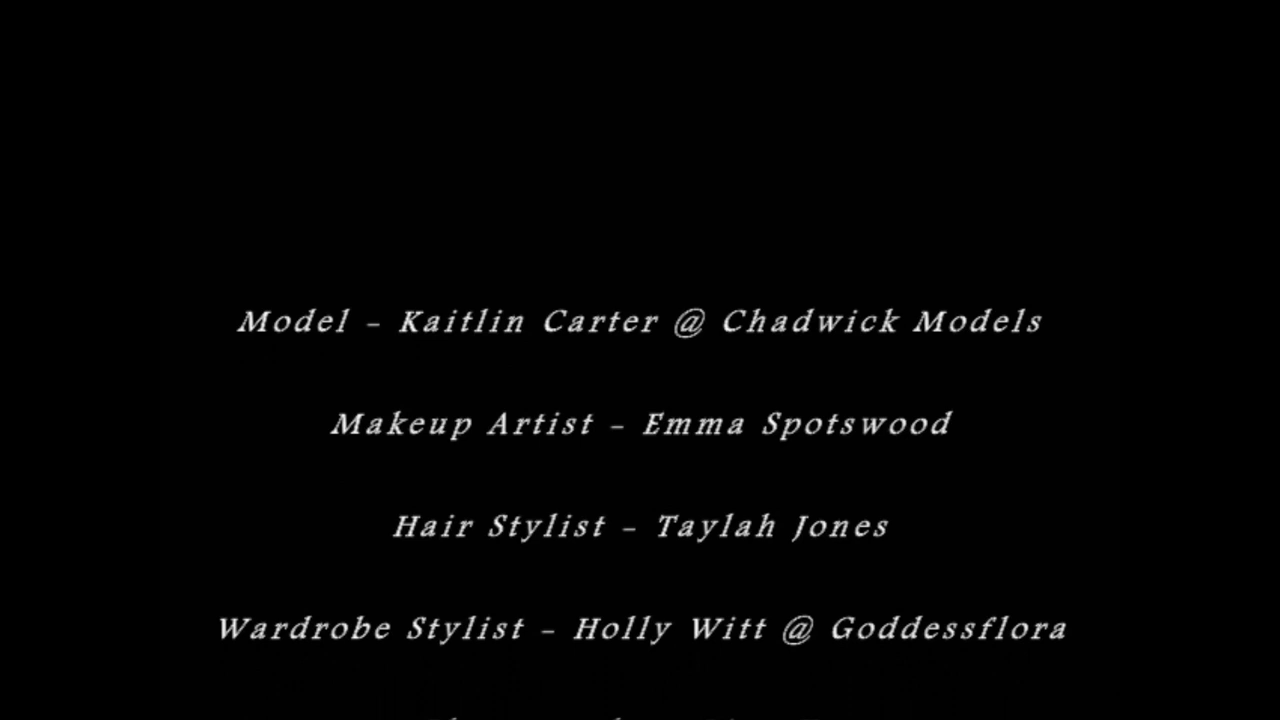 Model – Kaitlin Carter @ Chadwick Models
Makeup Artist – Emma Spotswood
Hair Stylist – Taylah Jones
Wardrobe Stylist – Holly Witt @ Goddessflora